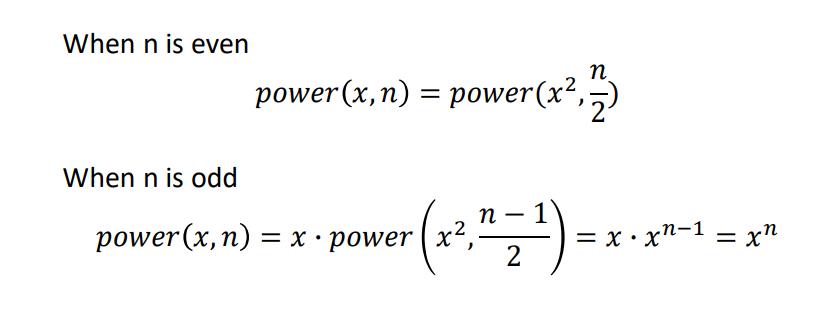 When n is even
power(x, n) = power(x², n/2)
When n is odd
power(x, n) = x · power(x², (n − 1)/2) = x · xⁿ⁻¹ = xⁿ